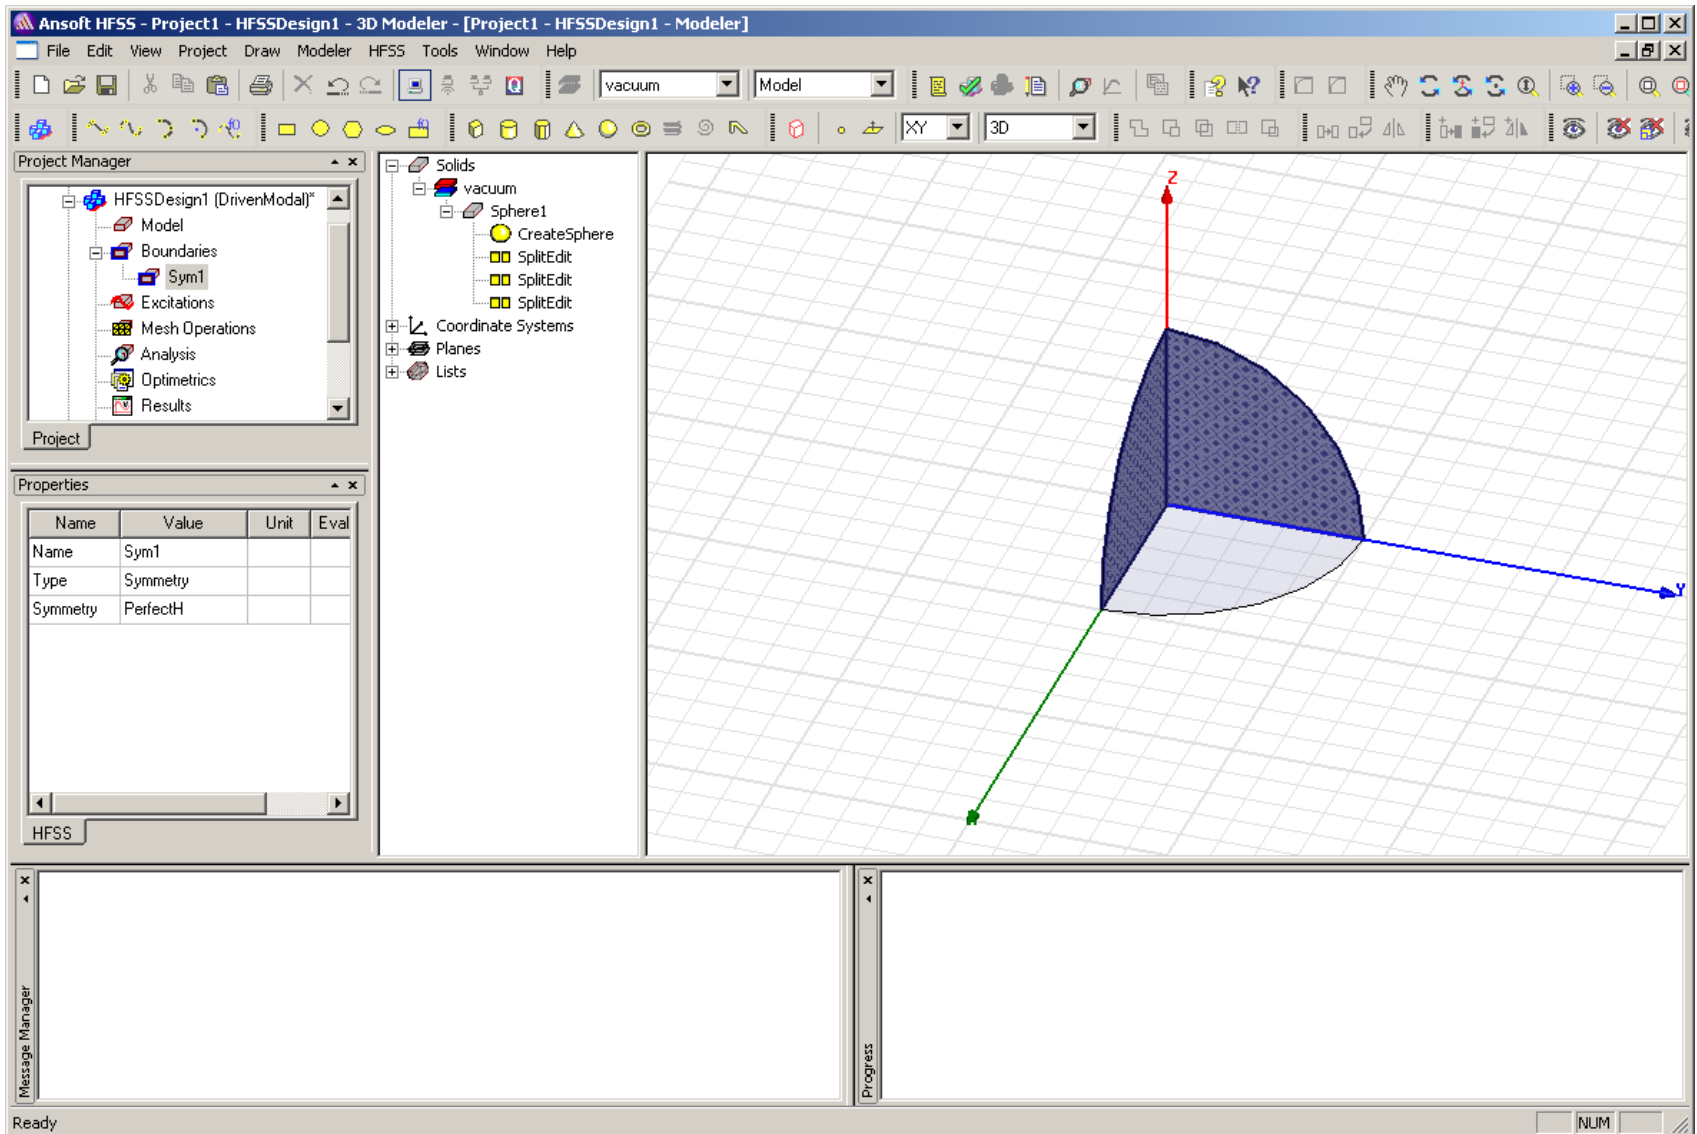 Ansoft HFSS - Project1 - HFSSDesign1 - 3D Modeler - [Project1 - HFSSDesign1 - Modeler]
File Edit View Project Draw Modeler HFSS Tools Window Help
vacuum Model
XY 3D
Project Manager
HFSSDesign1 (DrivenModal)*
Model
Boundaries
Sym1
Excitations
Mesh Operations
Analysis
Optimetrics
Results
Project
Properties
Name Value Unit Eval
Name Sym1
Type Symmetry
Symmetry PerfectH
HFSS
Solids
vacuum
Sphere1
CreateSphere
SplitEdit
SplitEdit
SplitEdit
Coordinate Systems
Planes
Lists
Z
Y
Message Manager
Progress
Ready
NUM